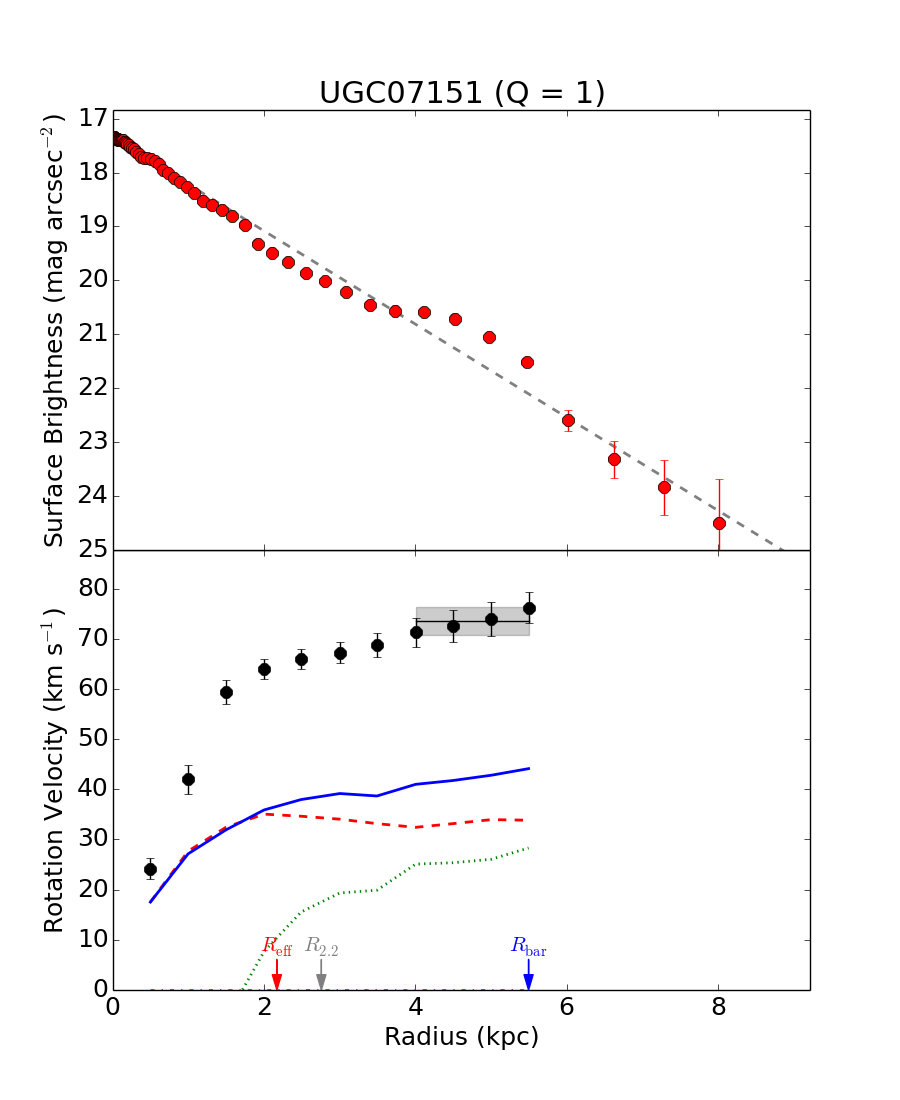 UGC07151 (Q = 1)
Surface Brightness (mag arcsec⁻²)
17
18
19
20
21
22
23
24
25
Rotation Velocity (km s⁻¹)
80
70
60
50
40
30
20
10
0
R_eff
R_2.2
R_bar
0 2 4 6 8
Radius (kpc)